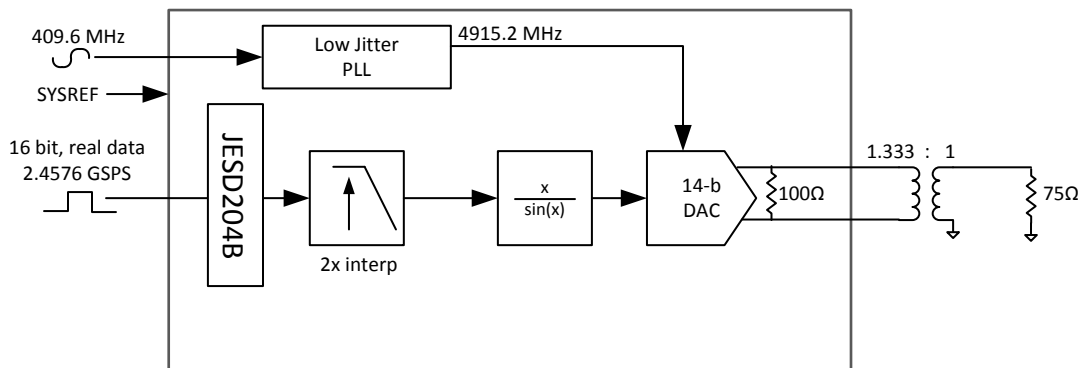 409.6 MHz
SYSREF
16 bit, real data
2.4576 GSPS
Low Jitter
PLL
4915.2 MHz
JESD204B
2x interp
x
sin(x)
14-b
DAC
100Ω
1.333 : 1
75Ω